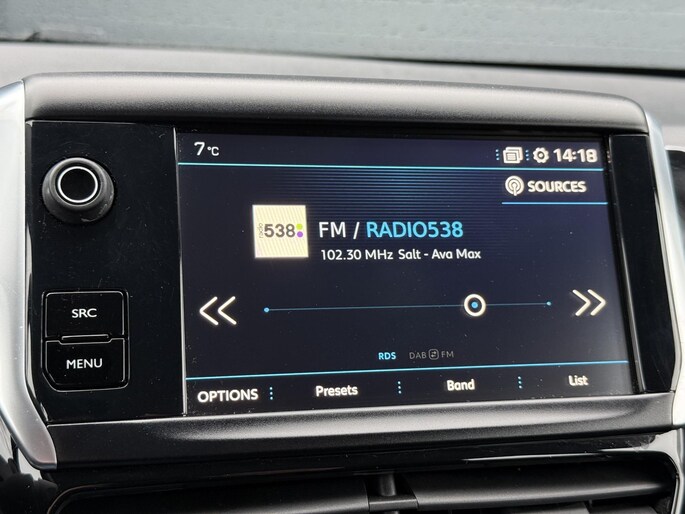 7 °C
14:18
SOURCES
radio
538
FM / RADIO538
102.30 MHz Salt - Ava Max
SRC
MENU
RDS DAB FM
OPTIONS Presets Band List